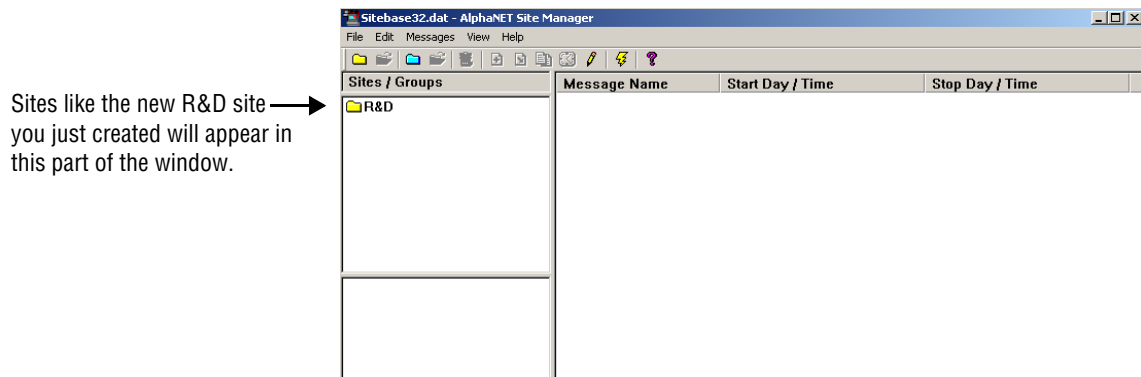 Sitebase32.dat - AlphaNET Site Manager
File Edit Messages View Help
Sites / Groups
Message Name Start Day / Time Stop Day / Time
R&D
Sites like the new R&D site
you just created will appear in
this part of the window.